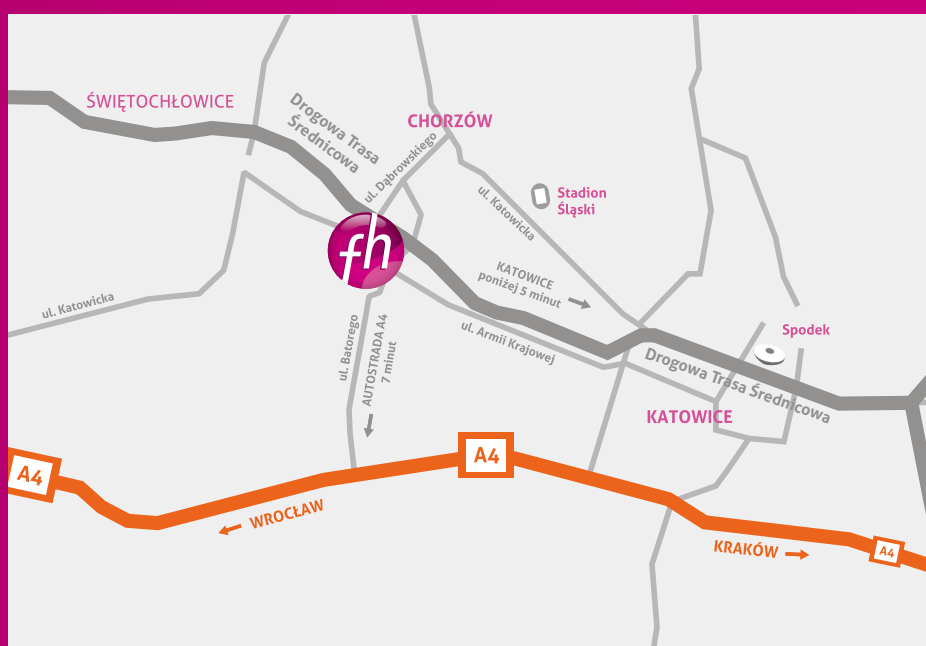 ŚWIĘTOCHŁOWICE
Drogowa Trasa
Średnicowa
CHORZÓW
ul. Dąbrowskiego
ul. Katowicka
Stadion
Śląski
fh
KATOWICE
poniżej 5 minut
ul. Katowicka
ul. Batorego
AUTOSTRADA A4
7 minut
ul. Armii Krajowej
Spodek
Drogowa Trasa Średnicowa
KATOWICE
A4
A4
WROCŁAW
KRAKÓW
A4